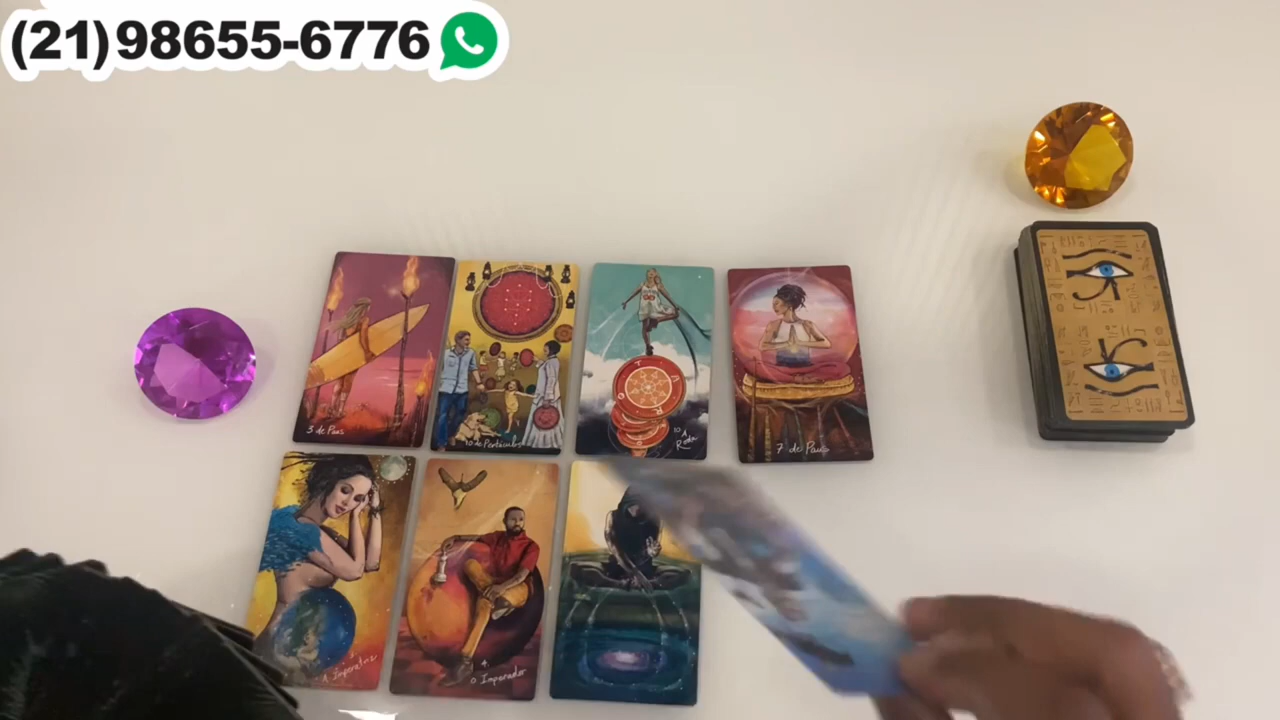 (21)98655-6776
3 de Paus
10 de Pentáculos
10 A
Roda
7 de Paus
A Imperatriz
4
O Imperador